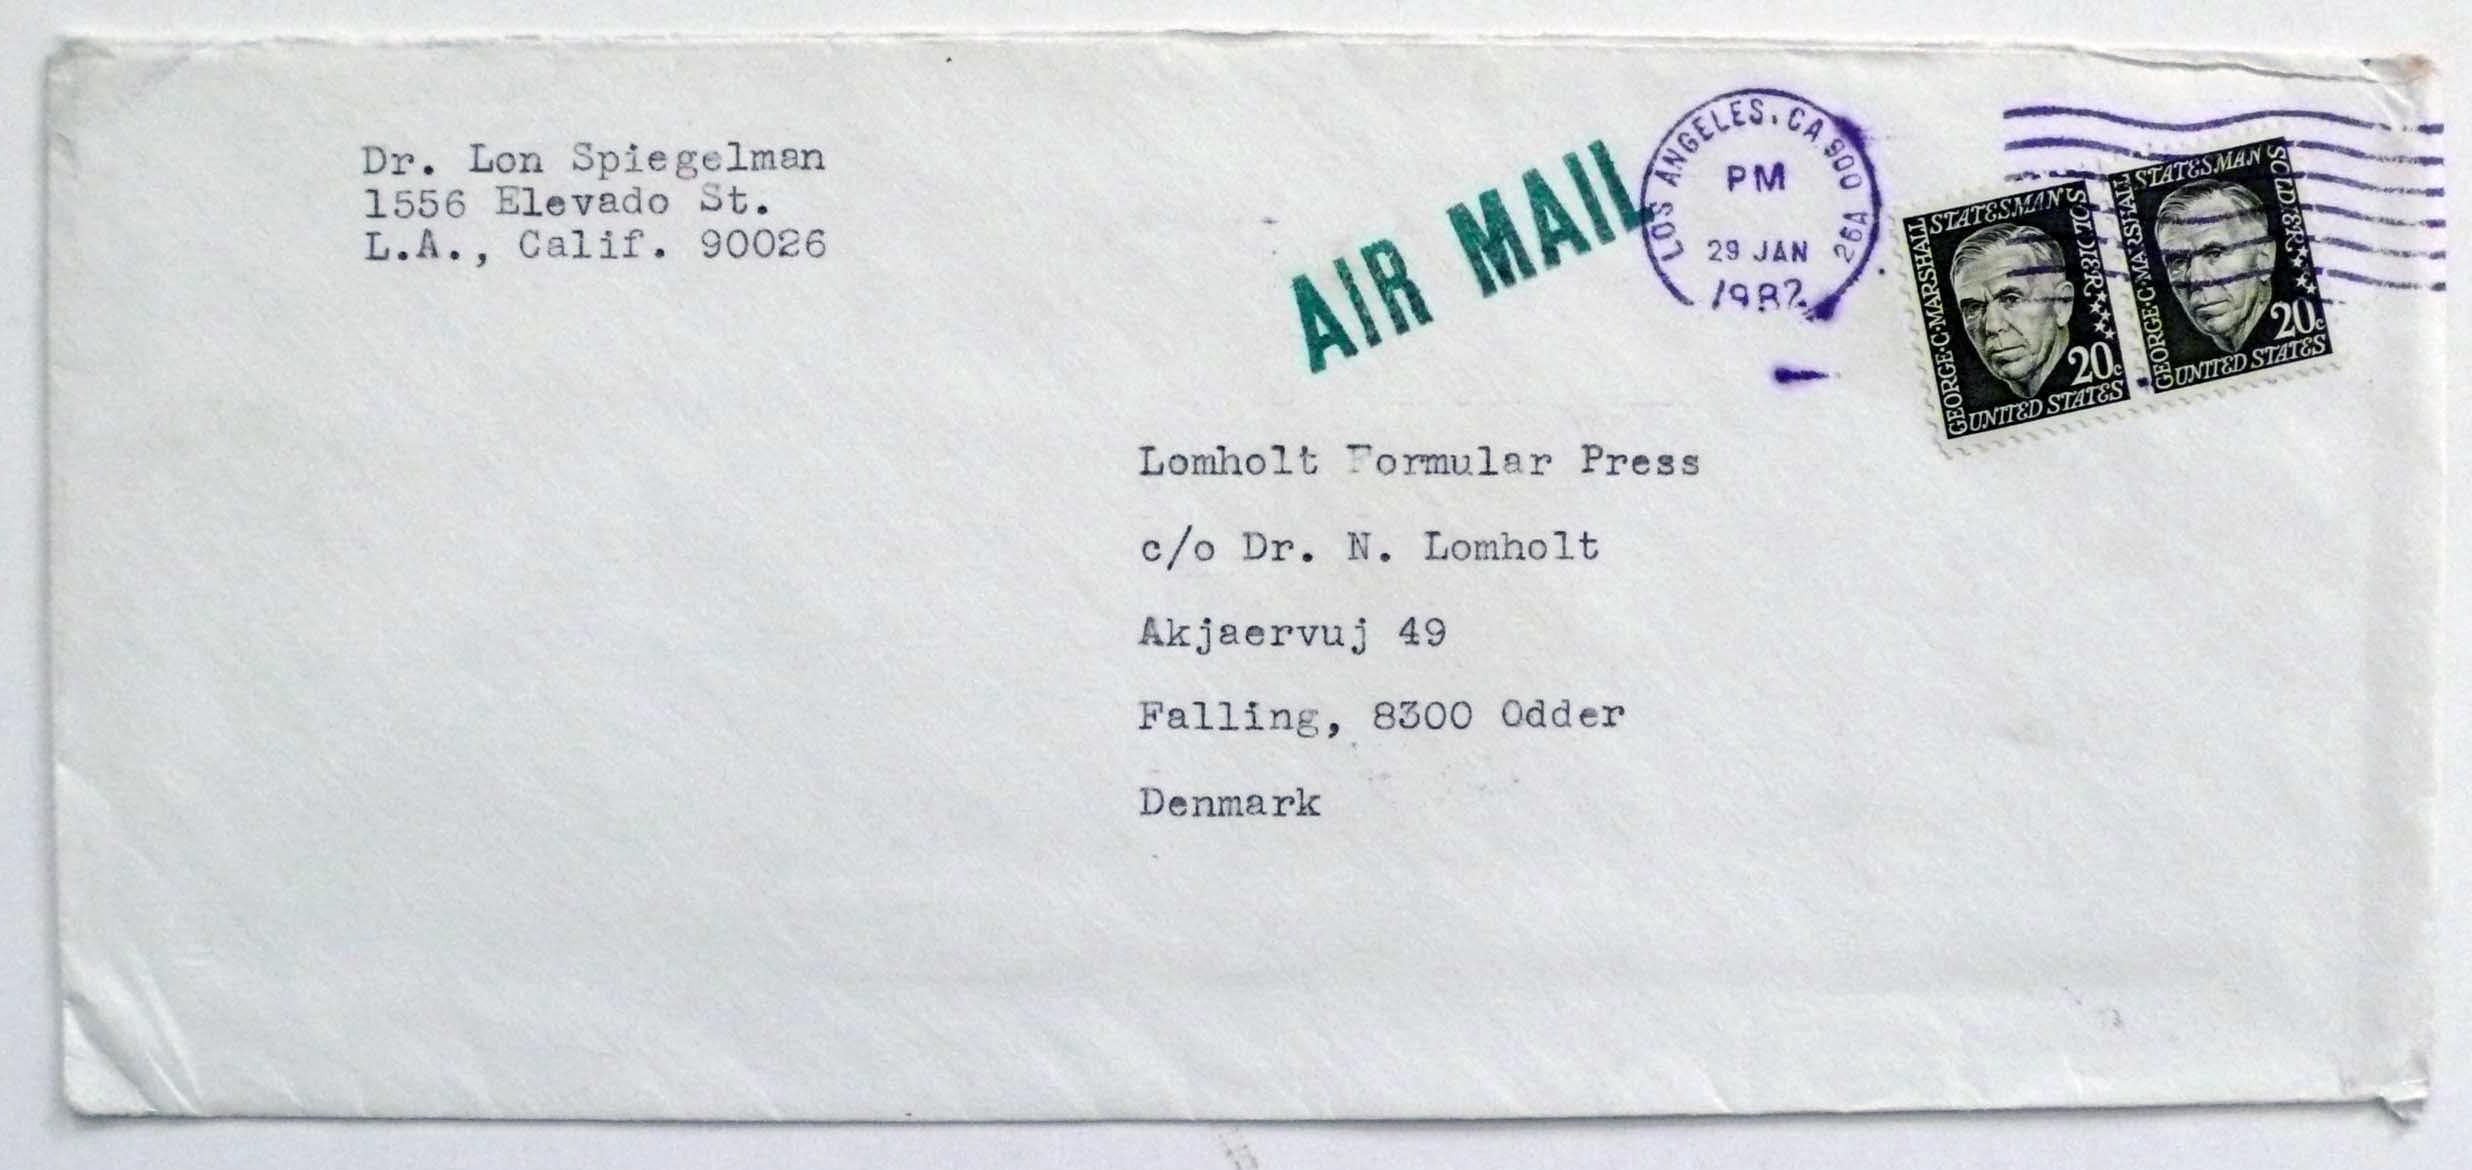 Dr. Lon Spiegelman
1556 Elevado St.
L.A., Calif. 90026
AIR MAIL
LOS ANGELES, CA 900 26A
PM
29 JAN
1982
GEORGE·C·MARSHALL
STATESMAN SOLDIER
20c
UNITED STATES
GEORGE·C·MARSHALL
STATESMAN SOLDIER
20c
UNITED STATES
Lomholt Formular Press
c/o Dr. N. Lomholt
Akjaervuj 49
Falling, 8300 Odder
Denmark